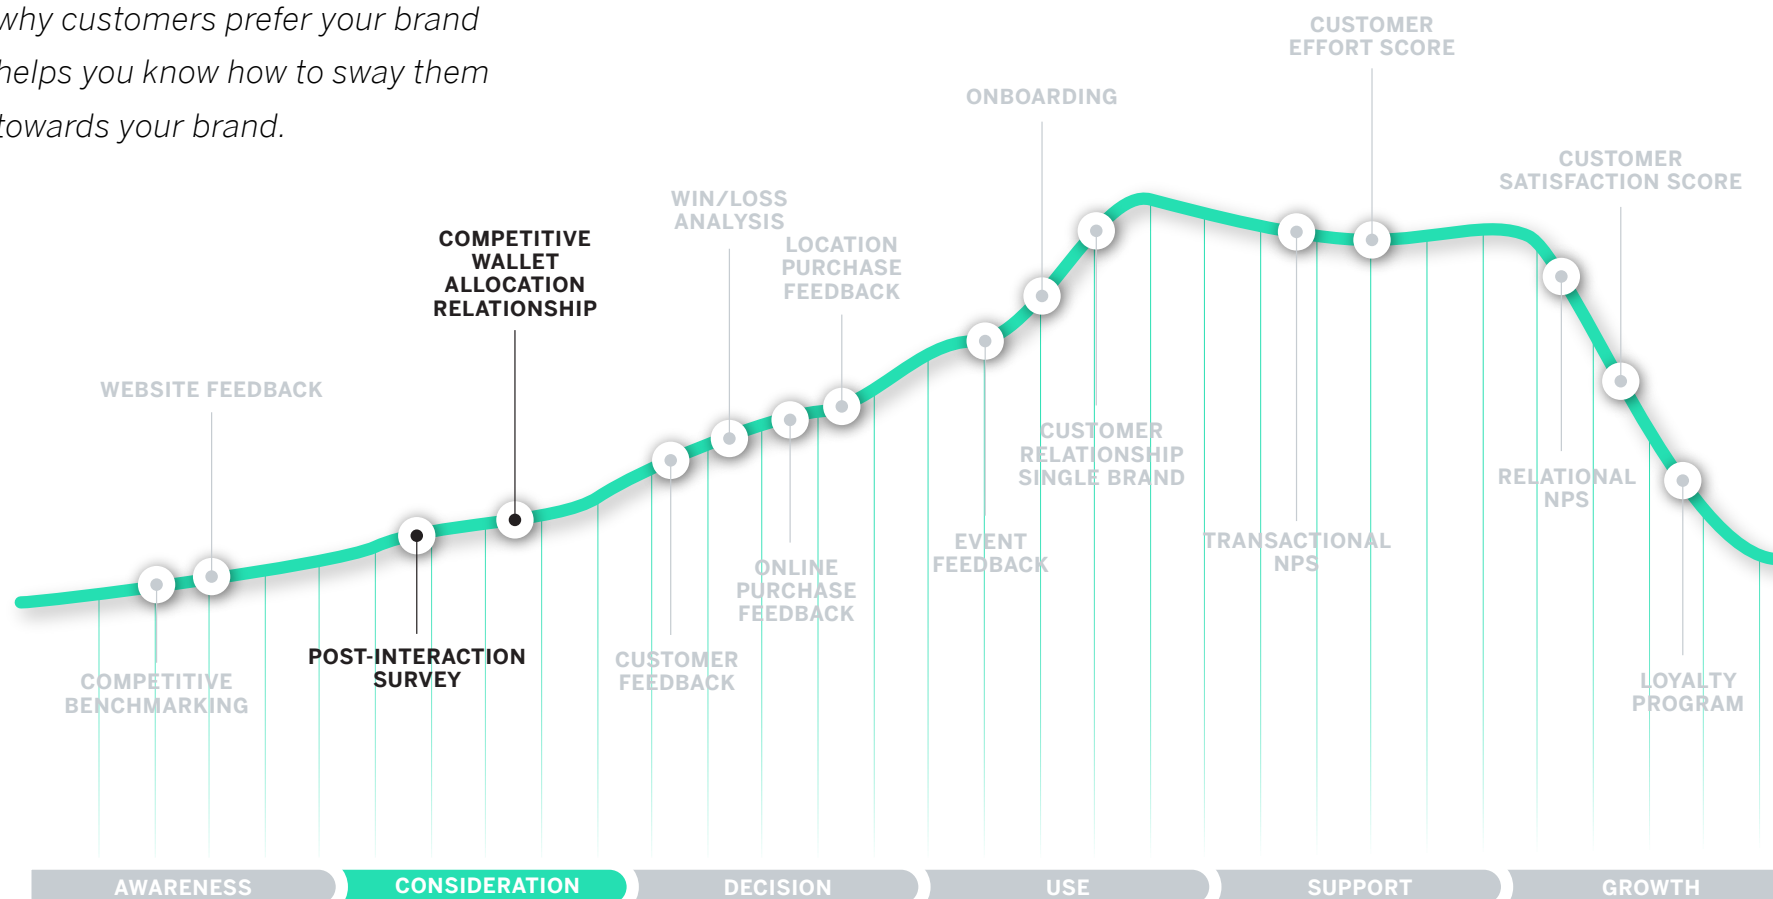 why customers prefer your brand
helps you know how to sway them
towards your brand.
CUSTOMER
EFFORT SCORE
ONBOARDING
CUSTOMER
SATISFACTION SCORE
WIN/LOSS
ANALYSIS
COMPETITIVE
WALLET
ALLOCATION
RELATIONSHIP
LOCATION
PURCHASE
FEEDBACK
WEBSITE FEEDBACK
CUSTOMER
RELATIONSHIP
SINGLE BRAND
RELATIONAL
NPS
EVENT
FEEDBACK
TRANSACTIONAL
NPS
ONLINE
PURCHASE
FEEDBACK
POST-INTERACTION
SURVEY
CUSTOMER
FEEDBACK
COMPETITIVE
BENCHMARKING
LOYALTY
PROGRAM
AWARENESS
CONSIDERATION
DECISION
USE
SUPPORT
GROWTH